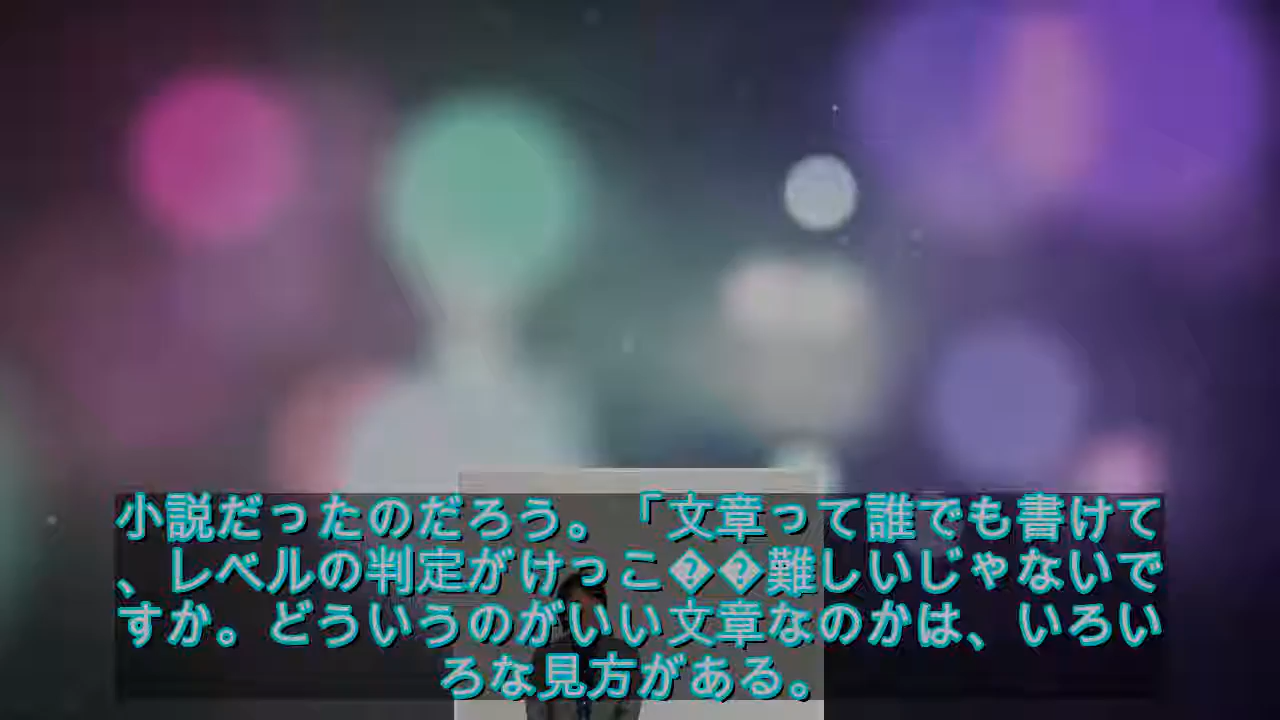 小説だったのだろう。「文章って誰でも書けて
、レベルの判定がけっこ��難しいじゃないで
すか。どういうのがいい文章なのかは、いろい
ろな見方がある。